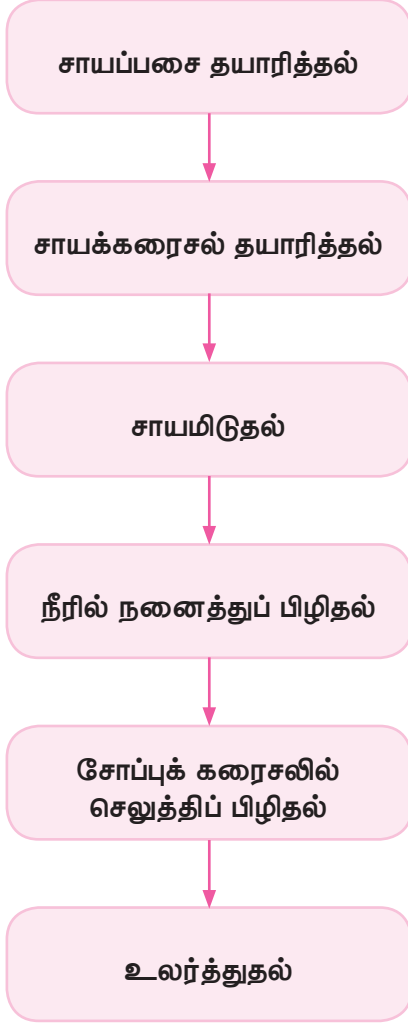 சாயப்பசை தயாரித்தல்
சாயக்கரைசல் தயாரித்தல்
சாயமிடுதல்
நீரில் நனைத்துப் பிழிதல்
சோப்புக் கரைசலில்
செலுத்திப் பிழிதல்
உலர்த்துதல்